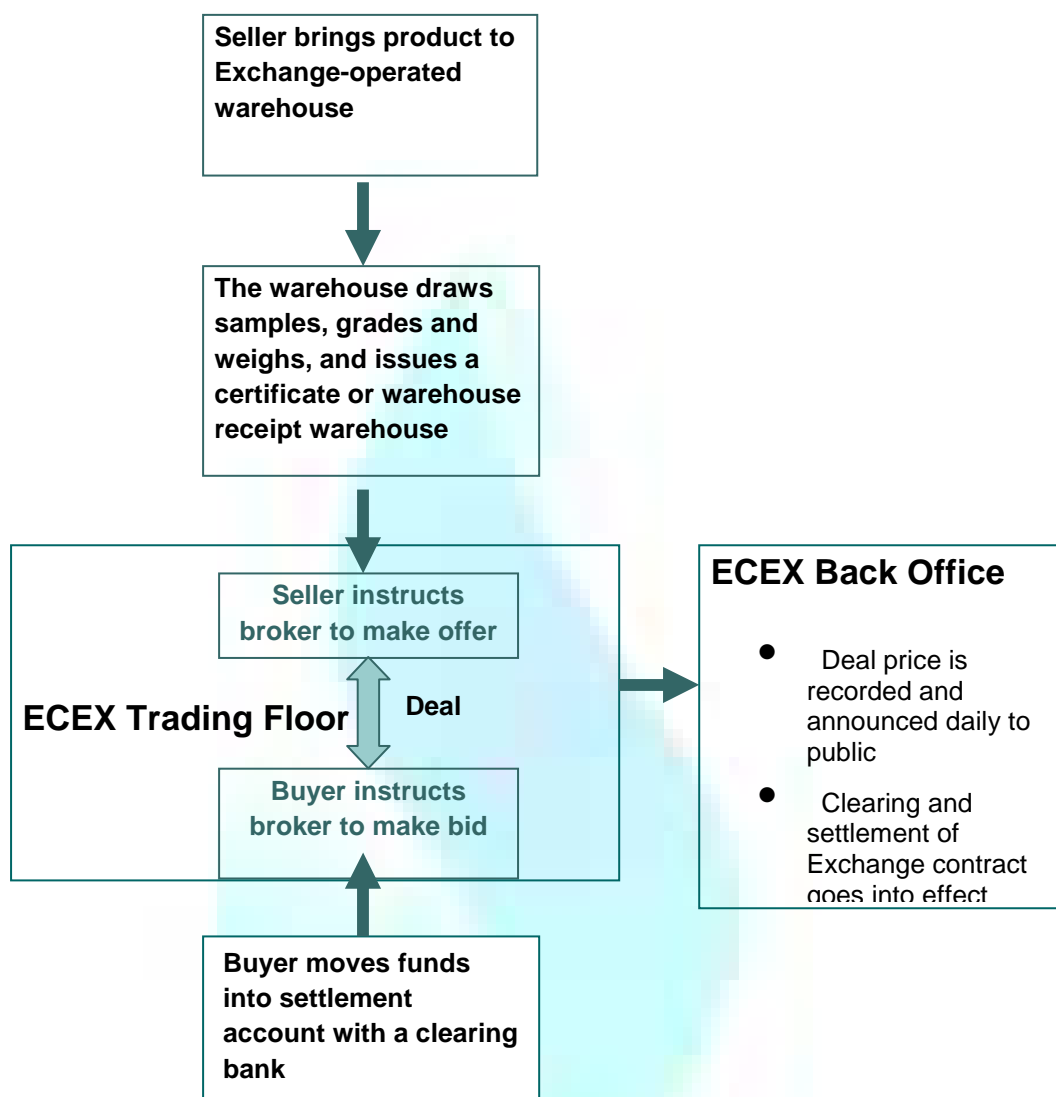 Seller brings product to
Exchange-operated
warehouse
The warehouse draws
samples, grades and
weighs, and issues a
certificate or warehouse
receipt warehouse
Seller instructs
broker to make offer
ECEX Trading Floor
Deal
Buyer instructs
broker to make bid
ECEX Back Office
● Deal price is
recorded and
announced daily to
public
● Clearing and
settlement of
Exchange contract
goes into effect
Buyer moves funds
into settlement
account with a clearing
bank